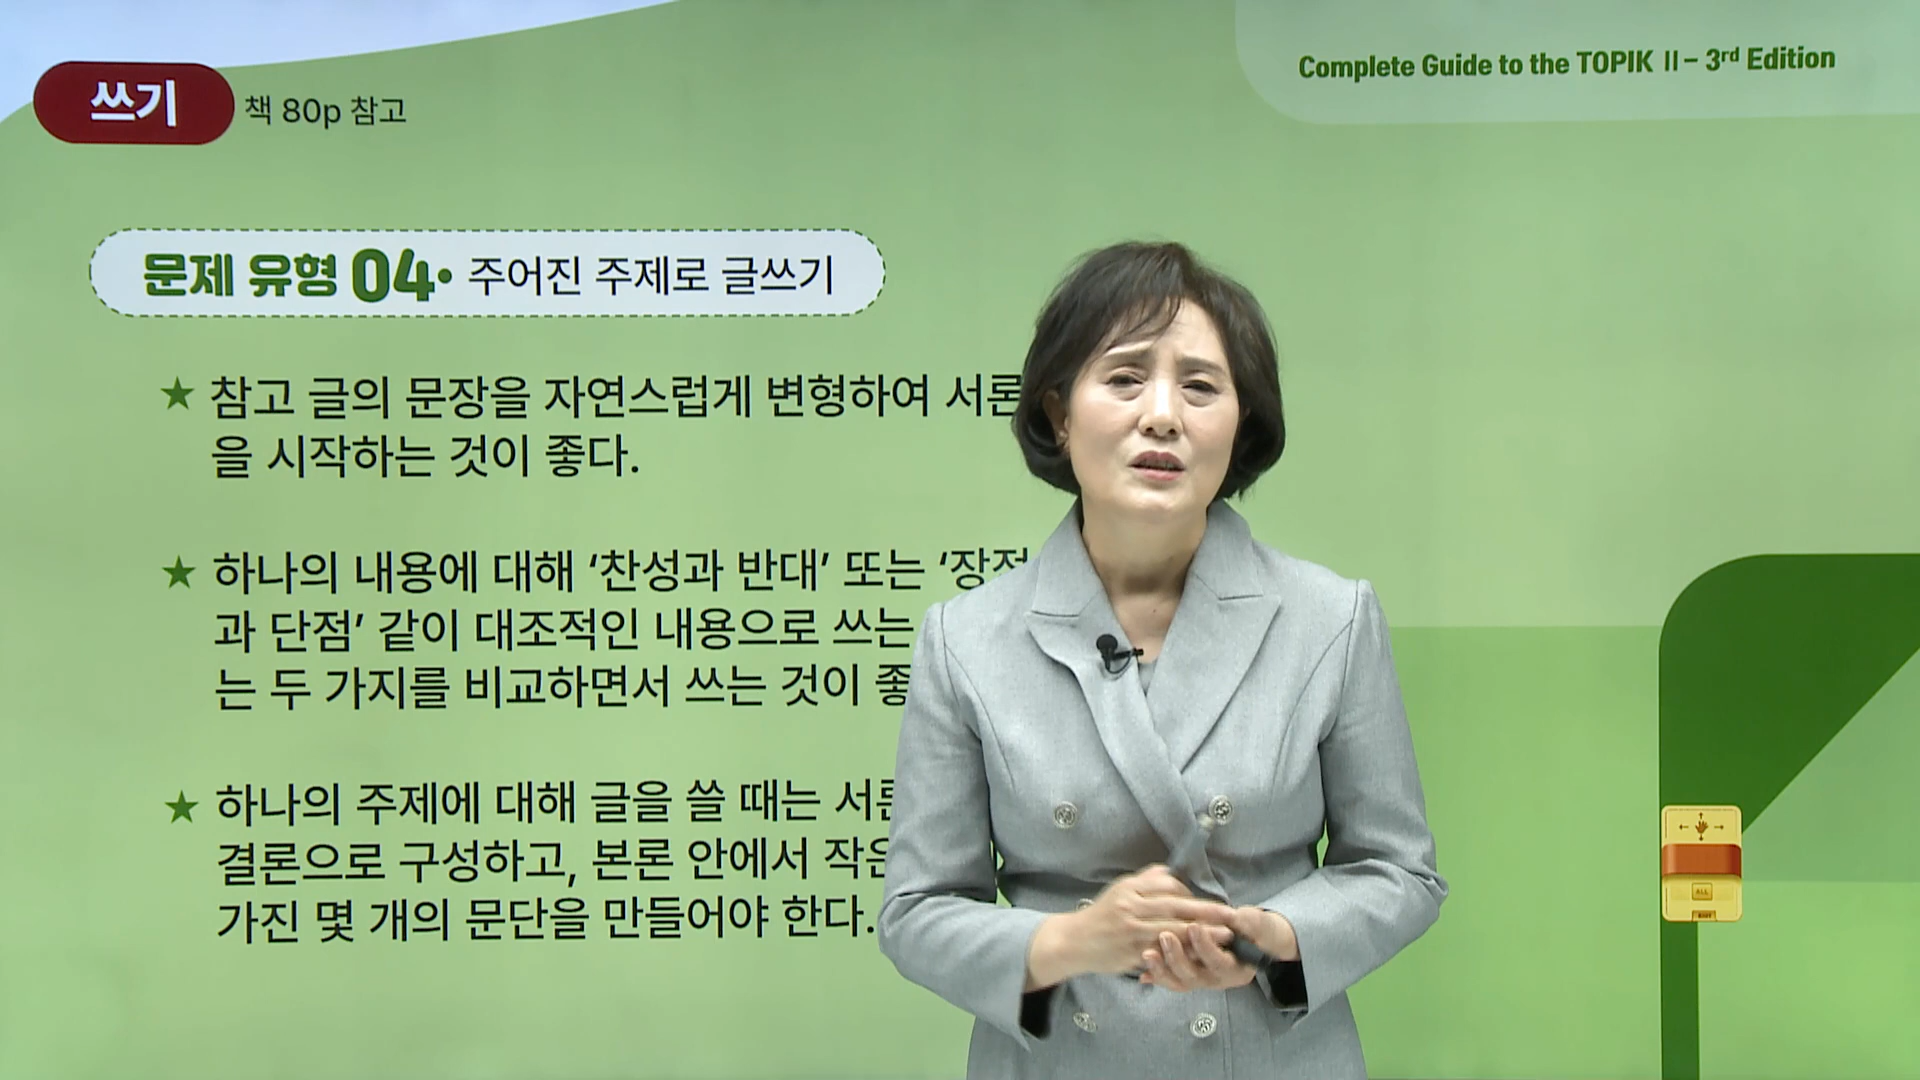 쓰기
책 80p 참고
Complete Guide to the TOPIK Ⅱ – 3rd Edition
문제 유형 04• 주어진 주제로 글쓰기
★ 참고 글의 문장을 자연스럽게 변형하여 서론
을 시작하는 것이 좋다.
★ 하나의 내용에 대해 ‘찬성과 반대’ 또는 ‘장점
과 단점’ 같이 대조적인 내용으로 쓰는
는 두 가지를 비교하면서 쓰는 것이
★ 하나의 주제에 대해 글을 쓸 때는
결론으로 구성하고, 본론 안에서
가진 몇 개의 문단을 만들어야 한다.
ALL